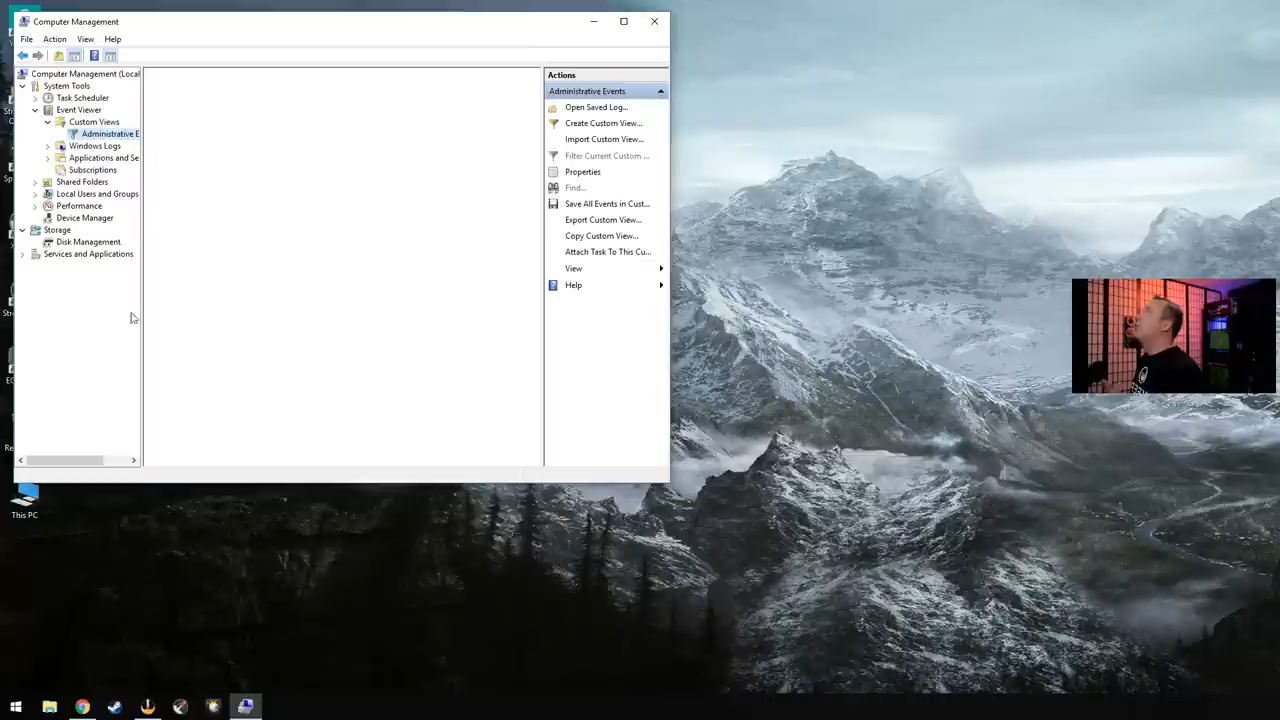 Computer Management
File Action View Help
Computer Management (Local
System Tools
Task Scheduler
Event Viewer
Custom Views
Administrative E
Windows Logs
Applications and Se
Subscriptions
Shared Folders
Local Users and Groups
Performance
Device Manager
Storage
Disk Management
Services and Applications
Actions
Administrative Events
Open Saved Log...
Create Custom View...
Import Custom View...
Filter Current Custom ...
Properties
Find...
Save All Events in Cust...
Export Custom View...
Copy Custom View...
Attach Task To This Cu...
View
Help
This PC